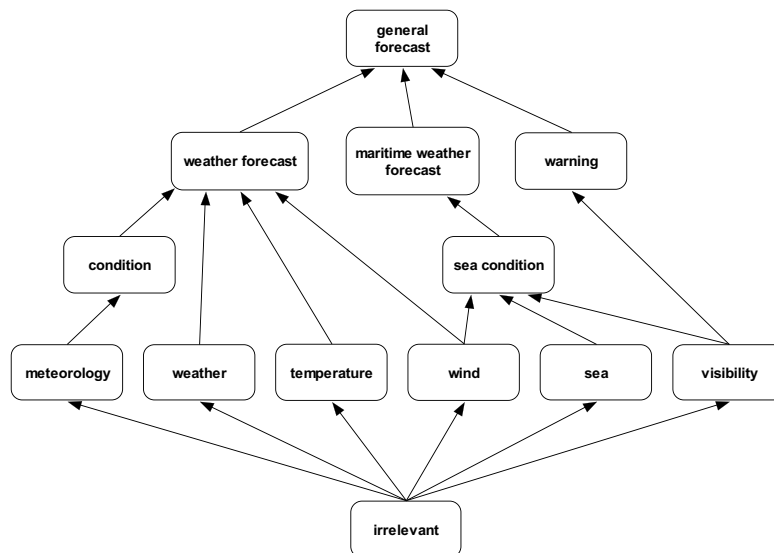 general
forecast
weather forecast
maritime weather
forecast
warning
condition
sea condition
meteorology
weather
temperature
wind
sea
visibility
irrelevant